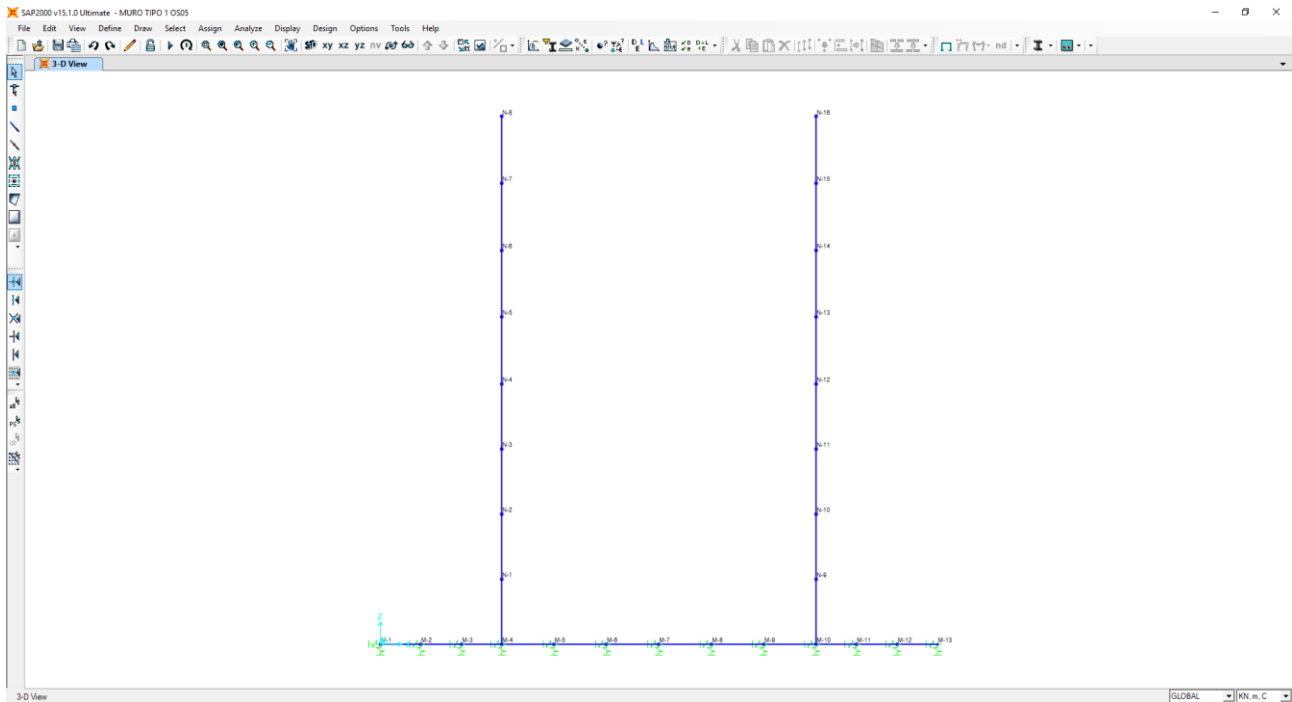 SAP2000 v15.1.0 Ultimate - MURO TIPO 1 OS05
File Edit View Define Draw Select Assign Analyze Display Design Options Tools Help
xy xz yz nv nd
3-D View
N-8 N-16
N-7 N-15
N-6 N-14
N-5 N-13
N-4 N-12
N-3 N-11
N-2 N-10
N-1 N-9
Z
M-1 M-2 M-3 M-4 M-5 M-6 M-7 M-8 M-9 M-10 M-11 M-12 M-13
3-D View GLOBAL KN, m, C